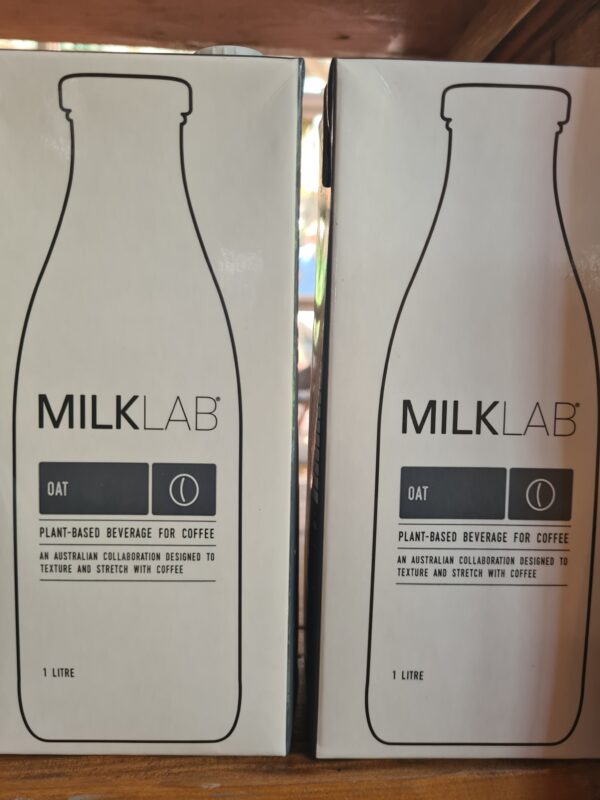 MILKLAB®
OAT
PLANT-BASED BEVERAGE FOR COFFEE
AN AUSTRALIAN COLLABORATION DESIGNED TO
TEXTURE AND STRETCH WITH COFFEE
1 LITRE
MILKLAB®
OAT
PLANT-BASED BEVERAGE FOR COFFEE
AN AUSTRALIAN COLLABORATION DESIGNED TO
TEXTURE AND STRETCH WITH COFFEE
1 LITRE